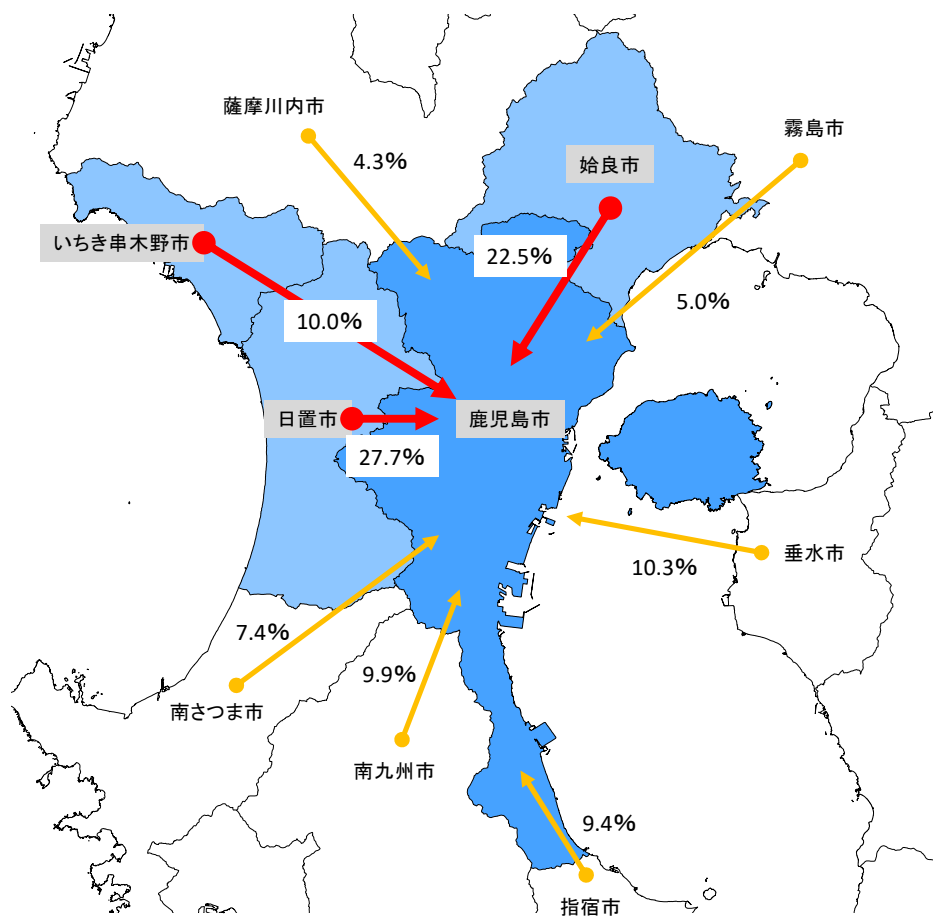 薩摩川内市
霧島市
4.3%
姶良市
いちき串木野市
22.5%
5.0%
10.0%
日置市
鹿児島市
27.7%
垂水市
10.3%
7.4%
9.9%
南さつま市
南九州市
9.4%
指宿市